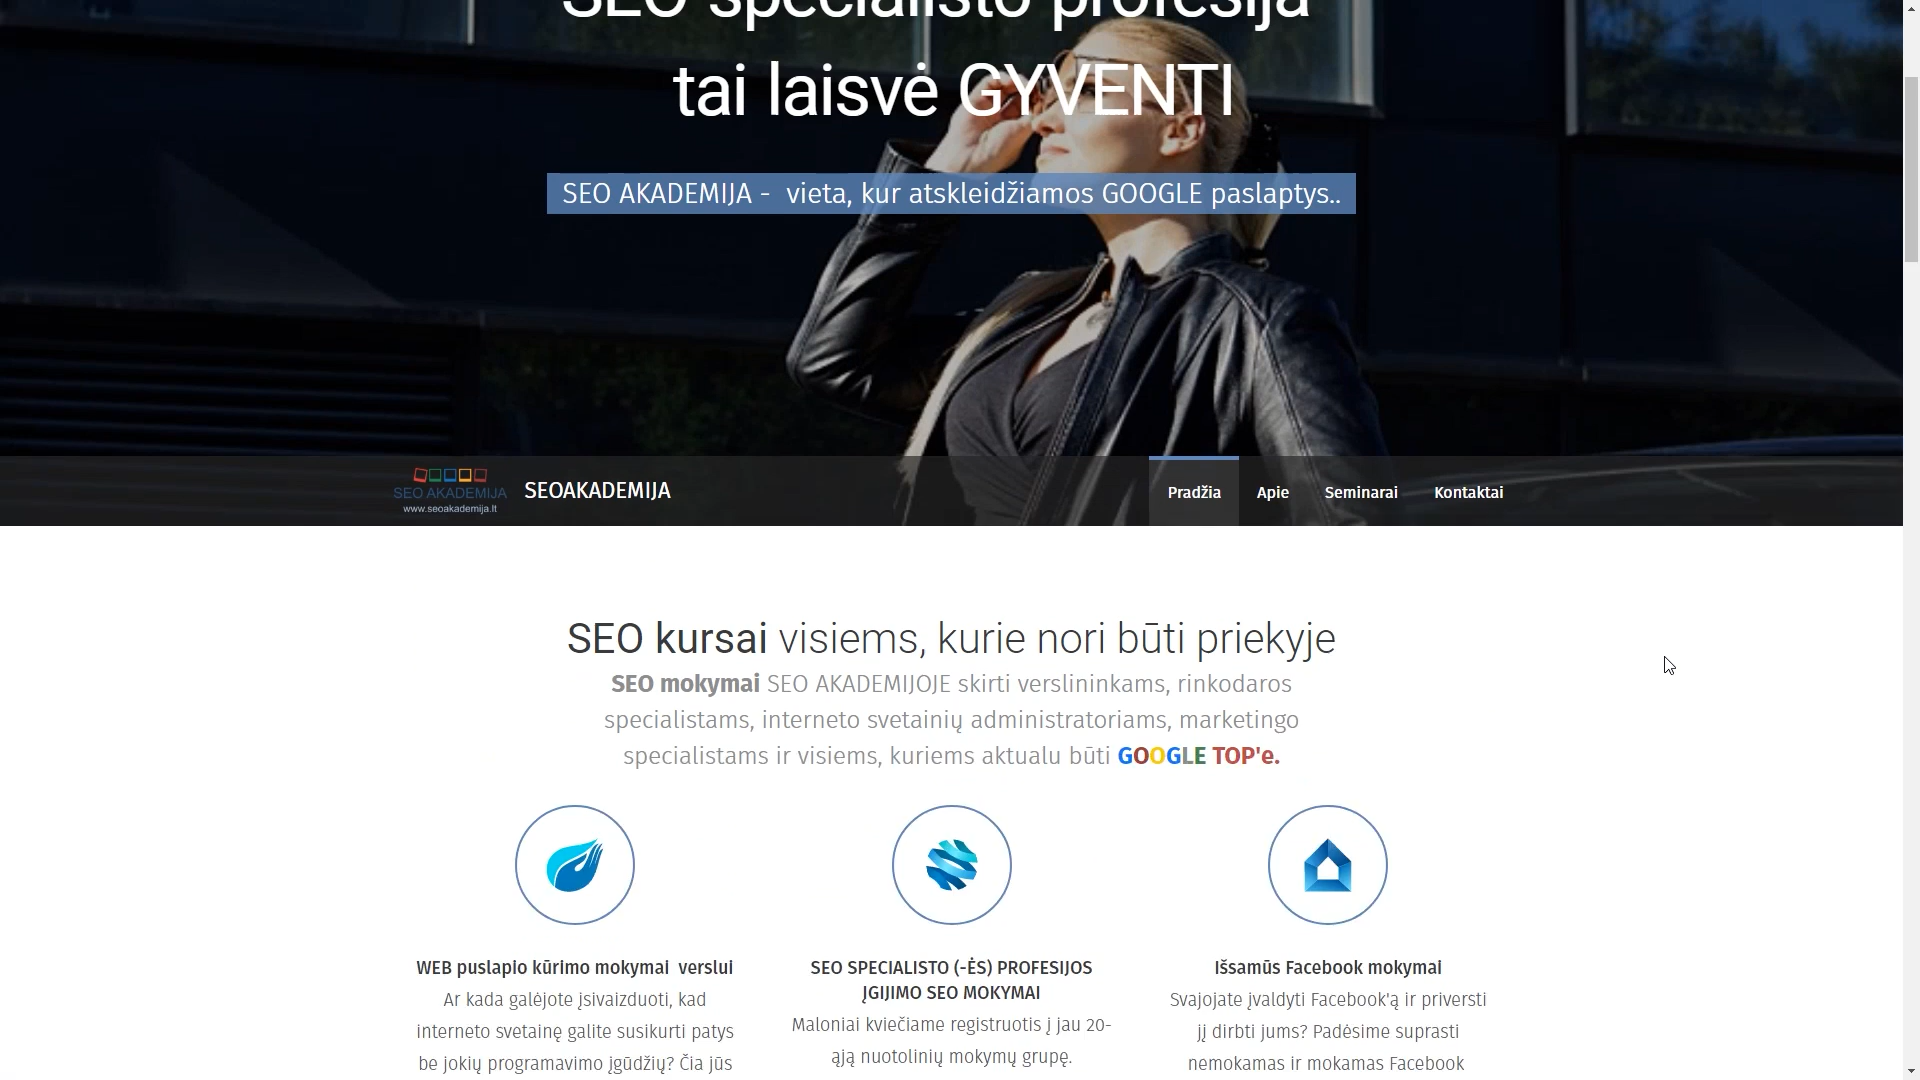 SEO specialisto profesija
tai laisvė GYVENTI
SEO AKADEMIJA - vieta, kur atskleidžiamos GOOGLE paslaptys..
SEO AKADEMIJA
www.seoakademija.lt
SEOAKADEMIJA
Pradžia
Apie
Seminarai
Kontaktai
SEO kursai visiems, kurie nori būti priekyje
SEO mokymai SEO AKADEMIJOJE skirti verslininkams, rinkodaros
specialistams, interneto svetainių administratoriams, marketingo
specialistams ir visiems, kuriems aktualu būti GOOGLE TOP'e.
WEB puslapio kūrimo mokymai verslui
Ar kada galėjote įsivaizduoti, kad
interneto svetainę galite susikurti patys
be jokių programavimo įgūdžių? Čia jūs
SEO SPECIALISTO (-ĖS) PROFESIJOS
ĮGIJIMO SEO MOKYMAI
Maloniai kviečiame registruotis į jau 20-
ąją nuotolinių mokymų grupę.
Išsamūs Facebook mokymai
Svajojate įvaldyti Facebook'ą ir priversti
jį dirbti jums? Padėsime suprasti
nemokamas ir mokamas Facebook